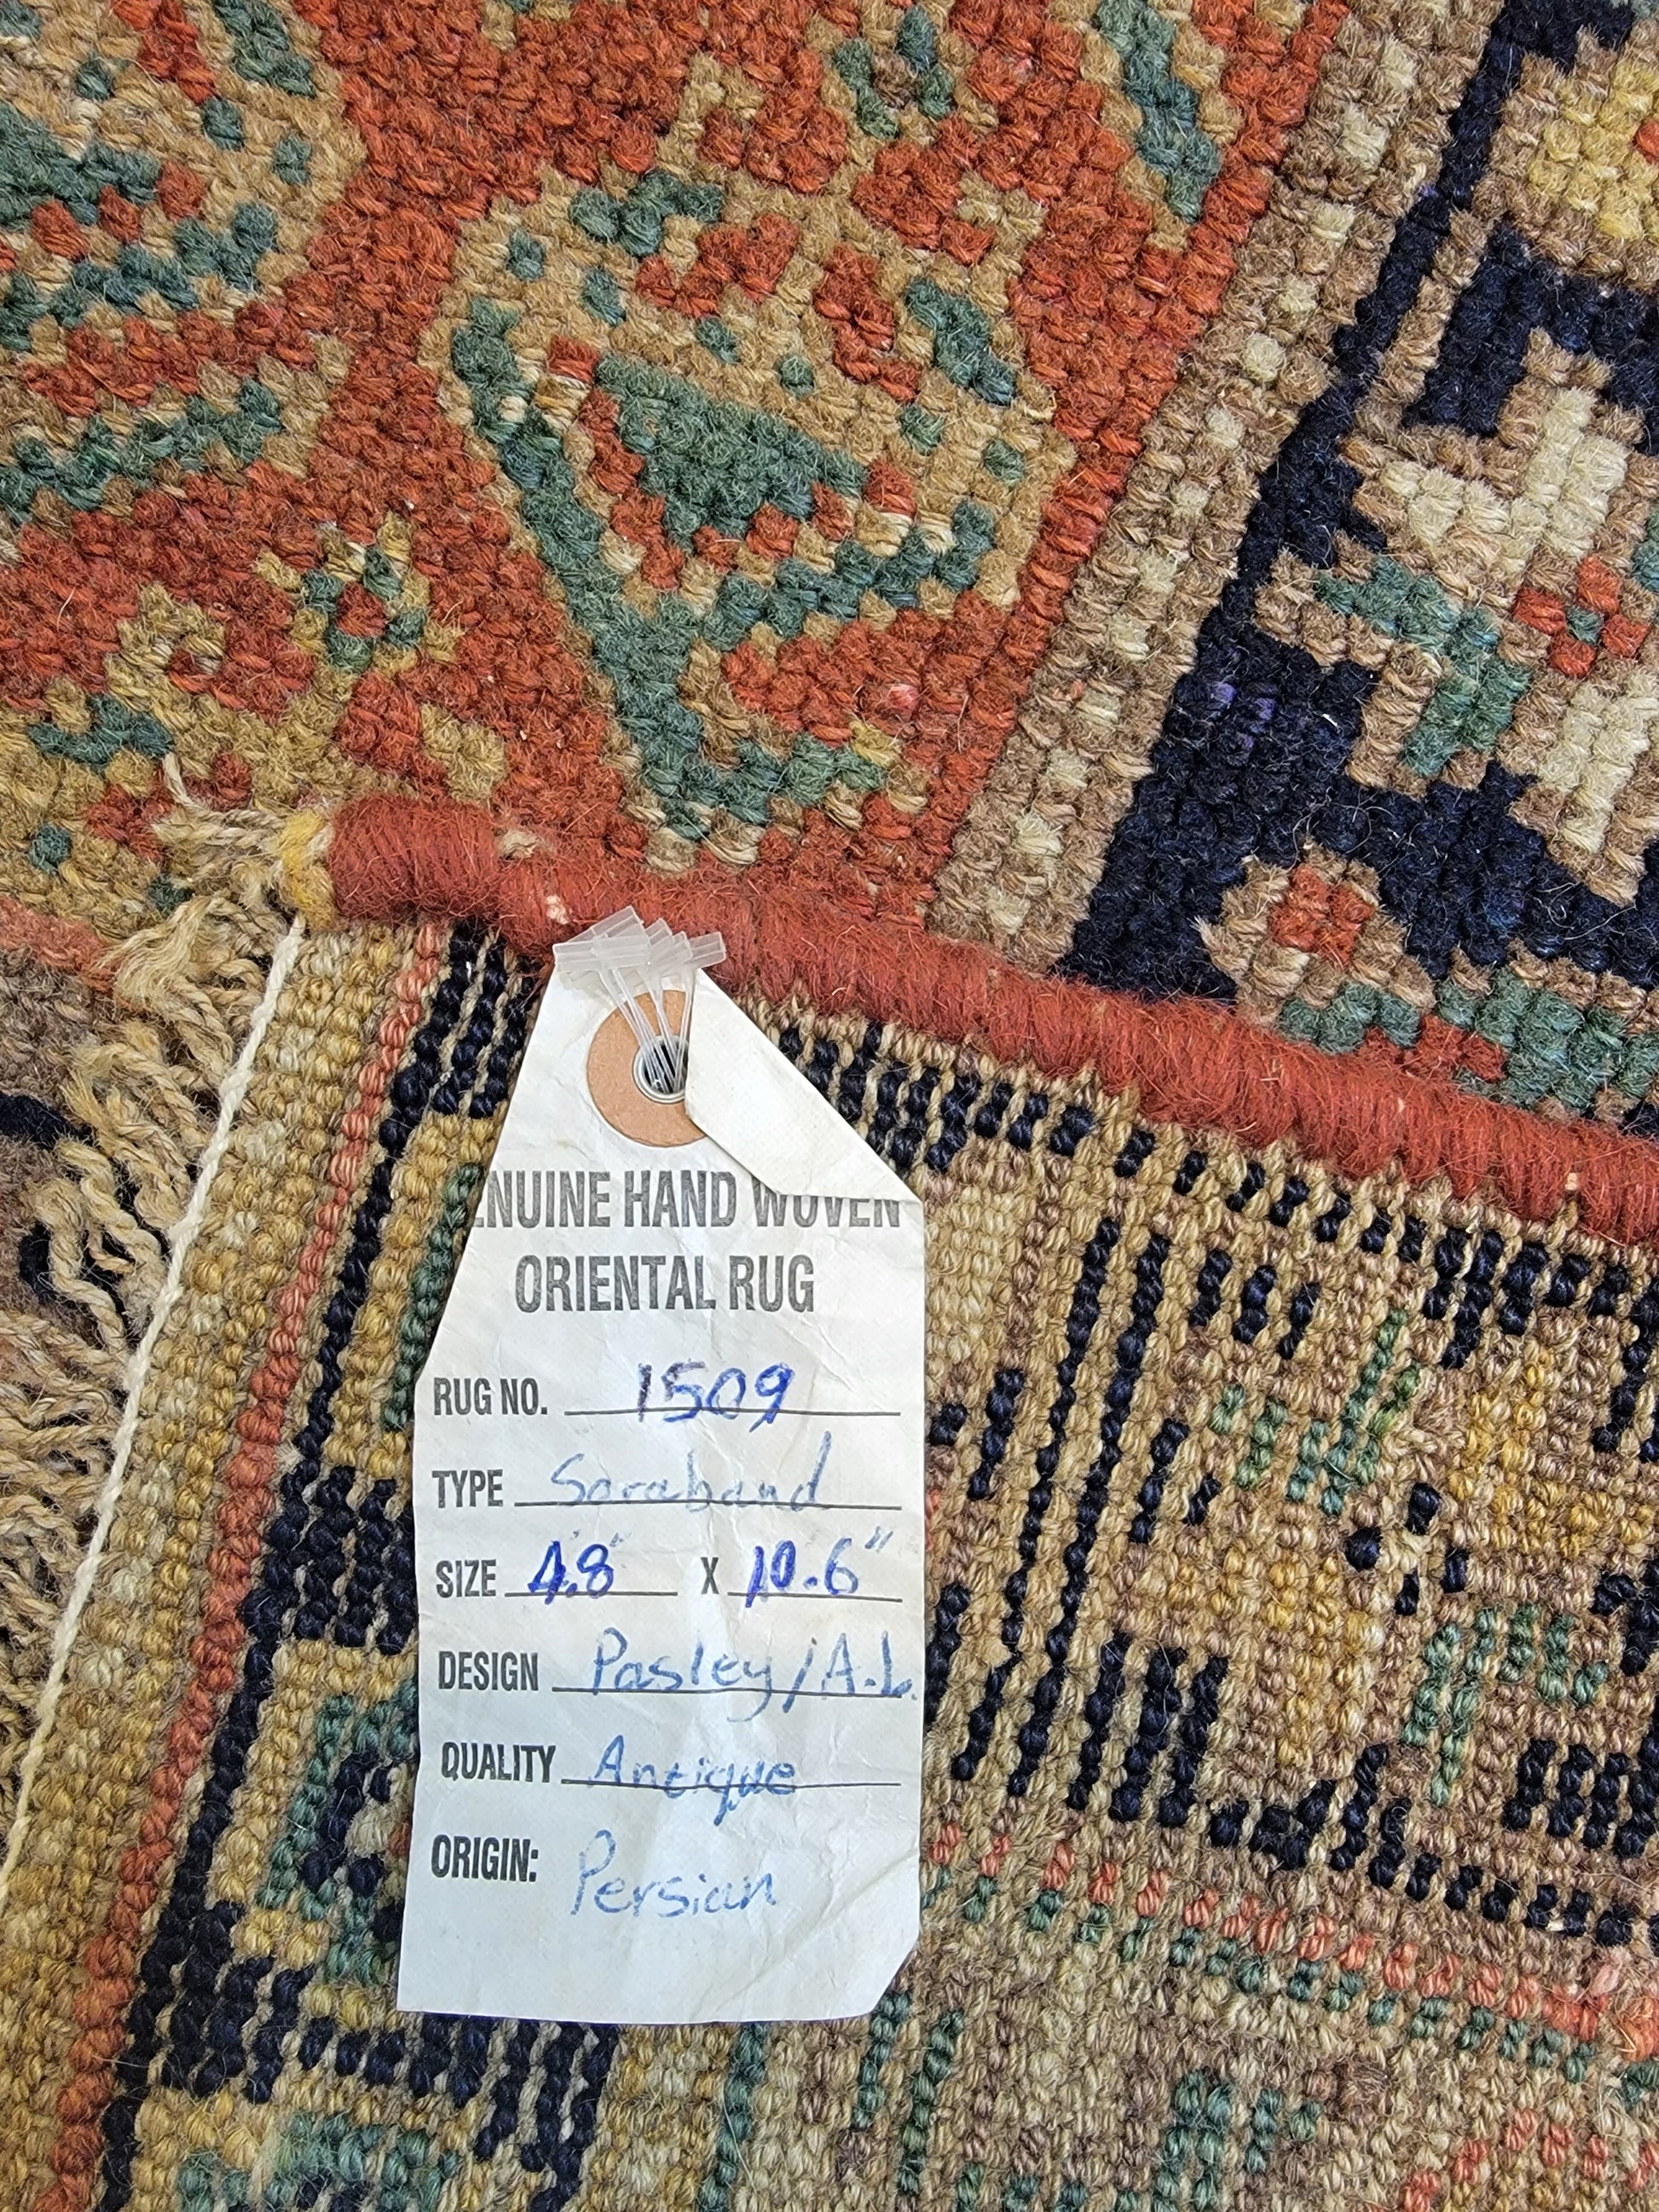 ENUINE HAND WOVEN
ORIENTAL RUG
RUG NO. 1509
TYPE Saraband
SIZE 4.8" X 10.6"
DESIGN Pasley/A.L.
QUALITY Antique
ORIGIN: Persian